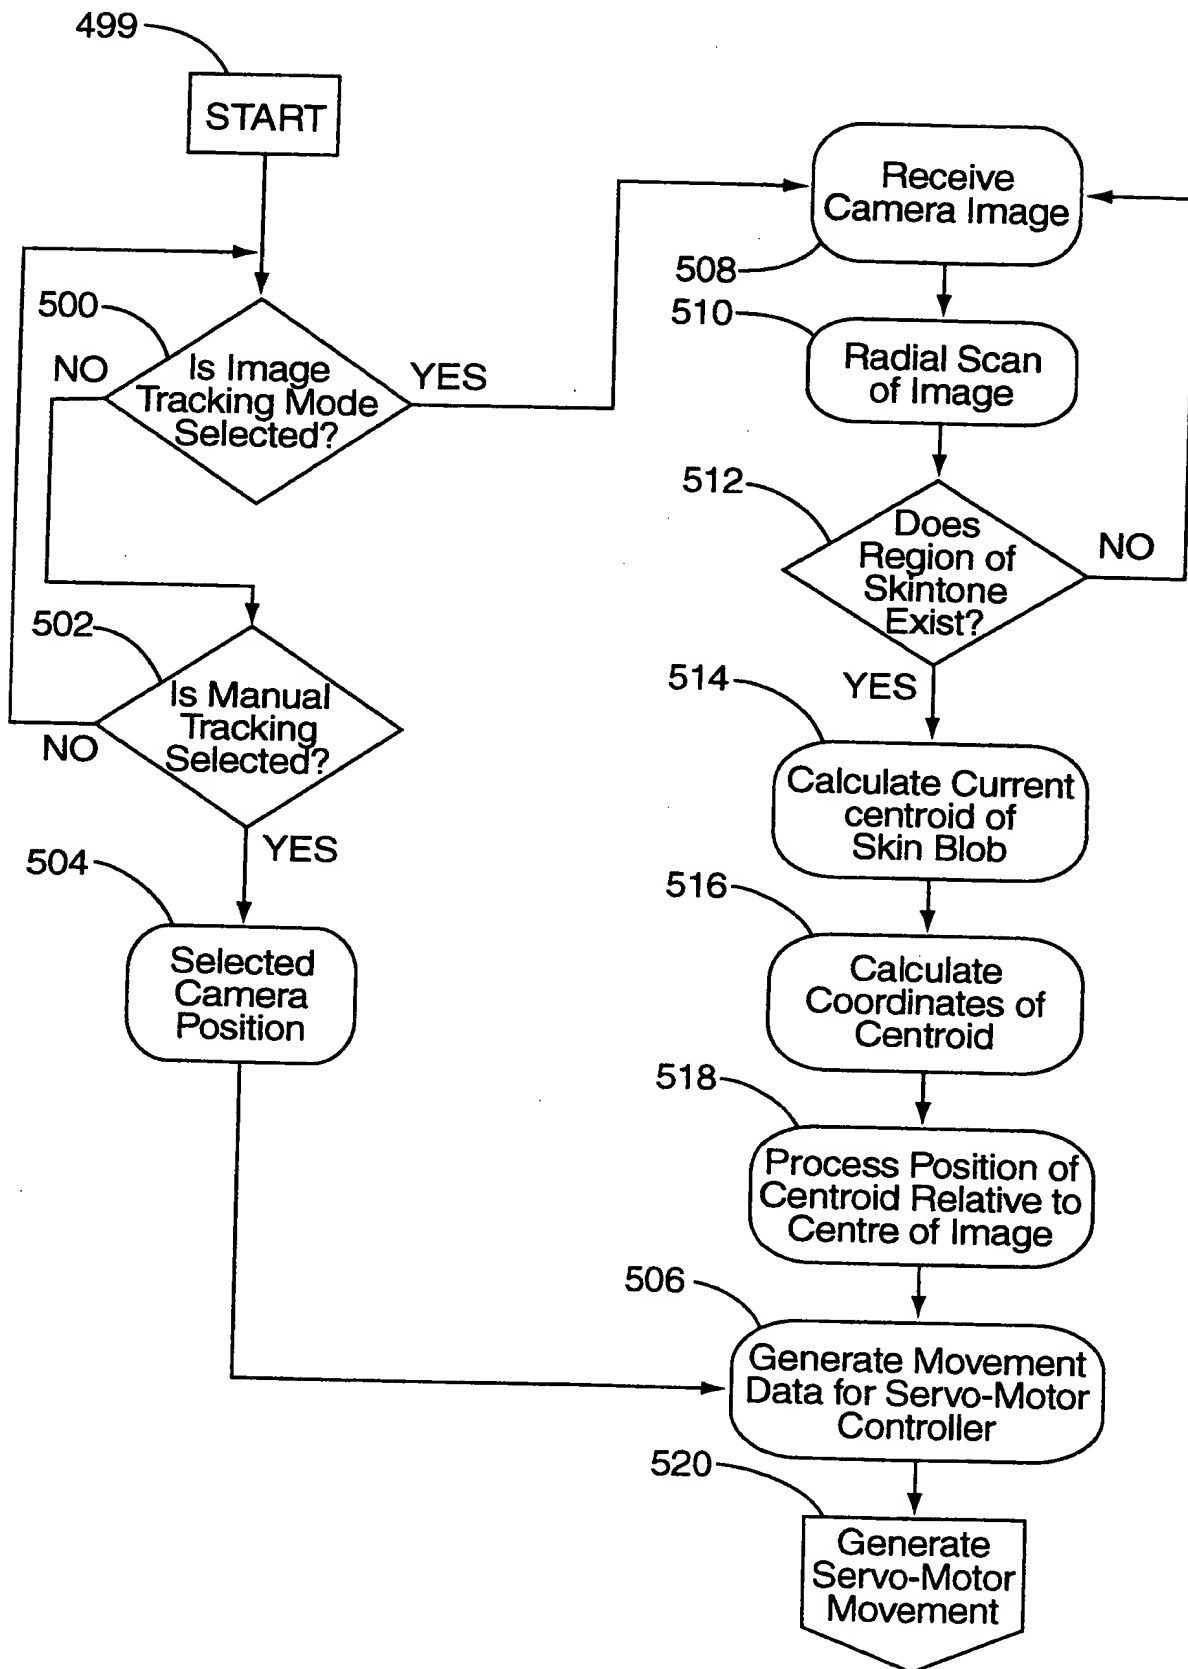 499
START
500
Is Image
Tracking Mode
Selected?
NO
YES
502
Is Manual
Tracking
Selected?
NO
YES
504
Selected
Camera
Position
Receive
Camera Image
508
510
Radial Scan
of Image
512
Does
Region of
Skintone
Exist?
NO
YES
514
Calculate Current
centroid of
Skin Blob
516
Calculate
Coordinates of
Centroid
518
Process Position of
Centroid Relative to
Centre of Image
506
Generate Movement
Data for Servo-Motor
Controller
520
Generate
Servo-Motor
Movement